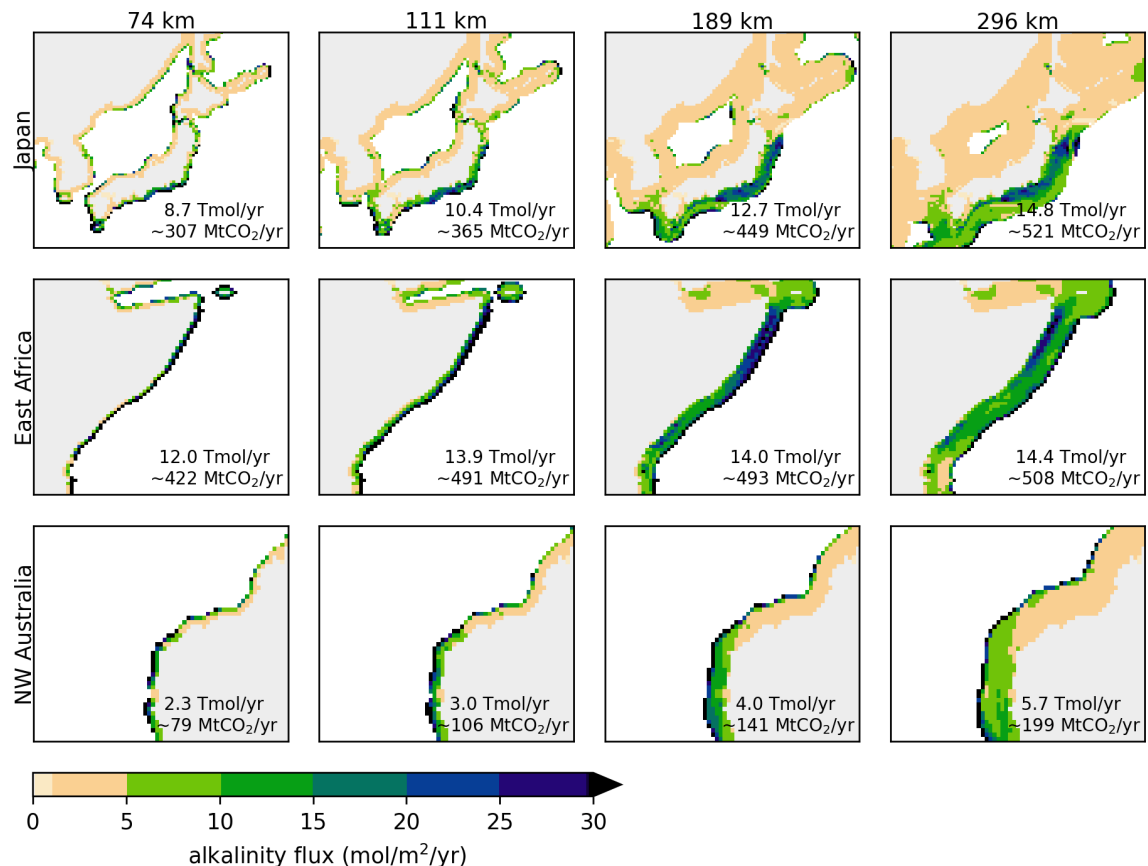 74 km
111 km
189 km
296 km
Japan
8.7 Tmol/yr
~307 MtCO₂/yr
10.4 Tmol/yr
~365 MtCO₂/yr
12.7 Tmol/yr
~449 MtCO₂/yr
14.8 Tmol/yr
~521 MtCO₂/yr
East Africa
12.0 Tmol/yr
~422 MtCO₂/yr
13.9 Tmol/yr
~491 MtCO₂/yr
14.0 Tmol/yr
~493 MtCO₂/yr
14.4 Tmol/yr
~508 MtCO₂/yr
NW Australia
2.3 Tmol/yr
~79 MtCO₂/yr
3.0 Tmol/yr
~106 MtCO₂/yr
4.0 Tmol/yr
~141 MtCO₂/yr
5.7 Tmol/yr
~199 MtCO₂/yr
0 5 10 15 20 25 30
alkalinity flux (mol/m²/yr)